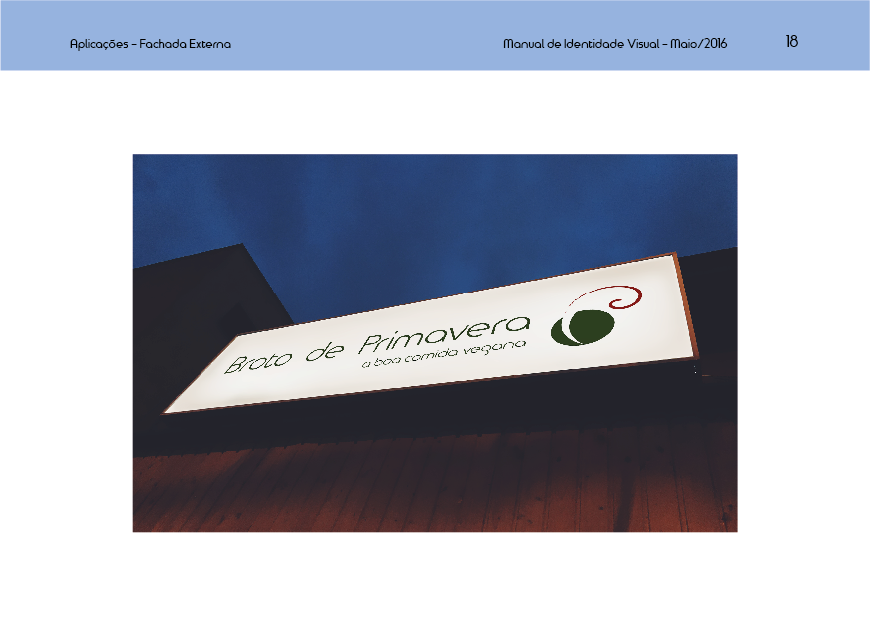 Aplicações – Fachada Externa
Manual de Identidade Visual – Maio/2016
18
Broto de Primavera
a boa comida vegana